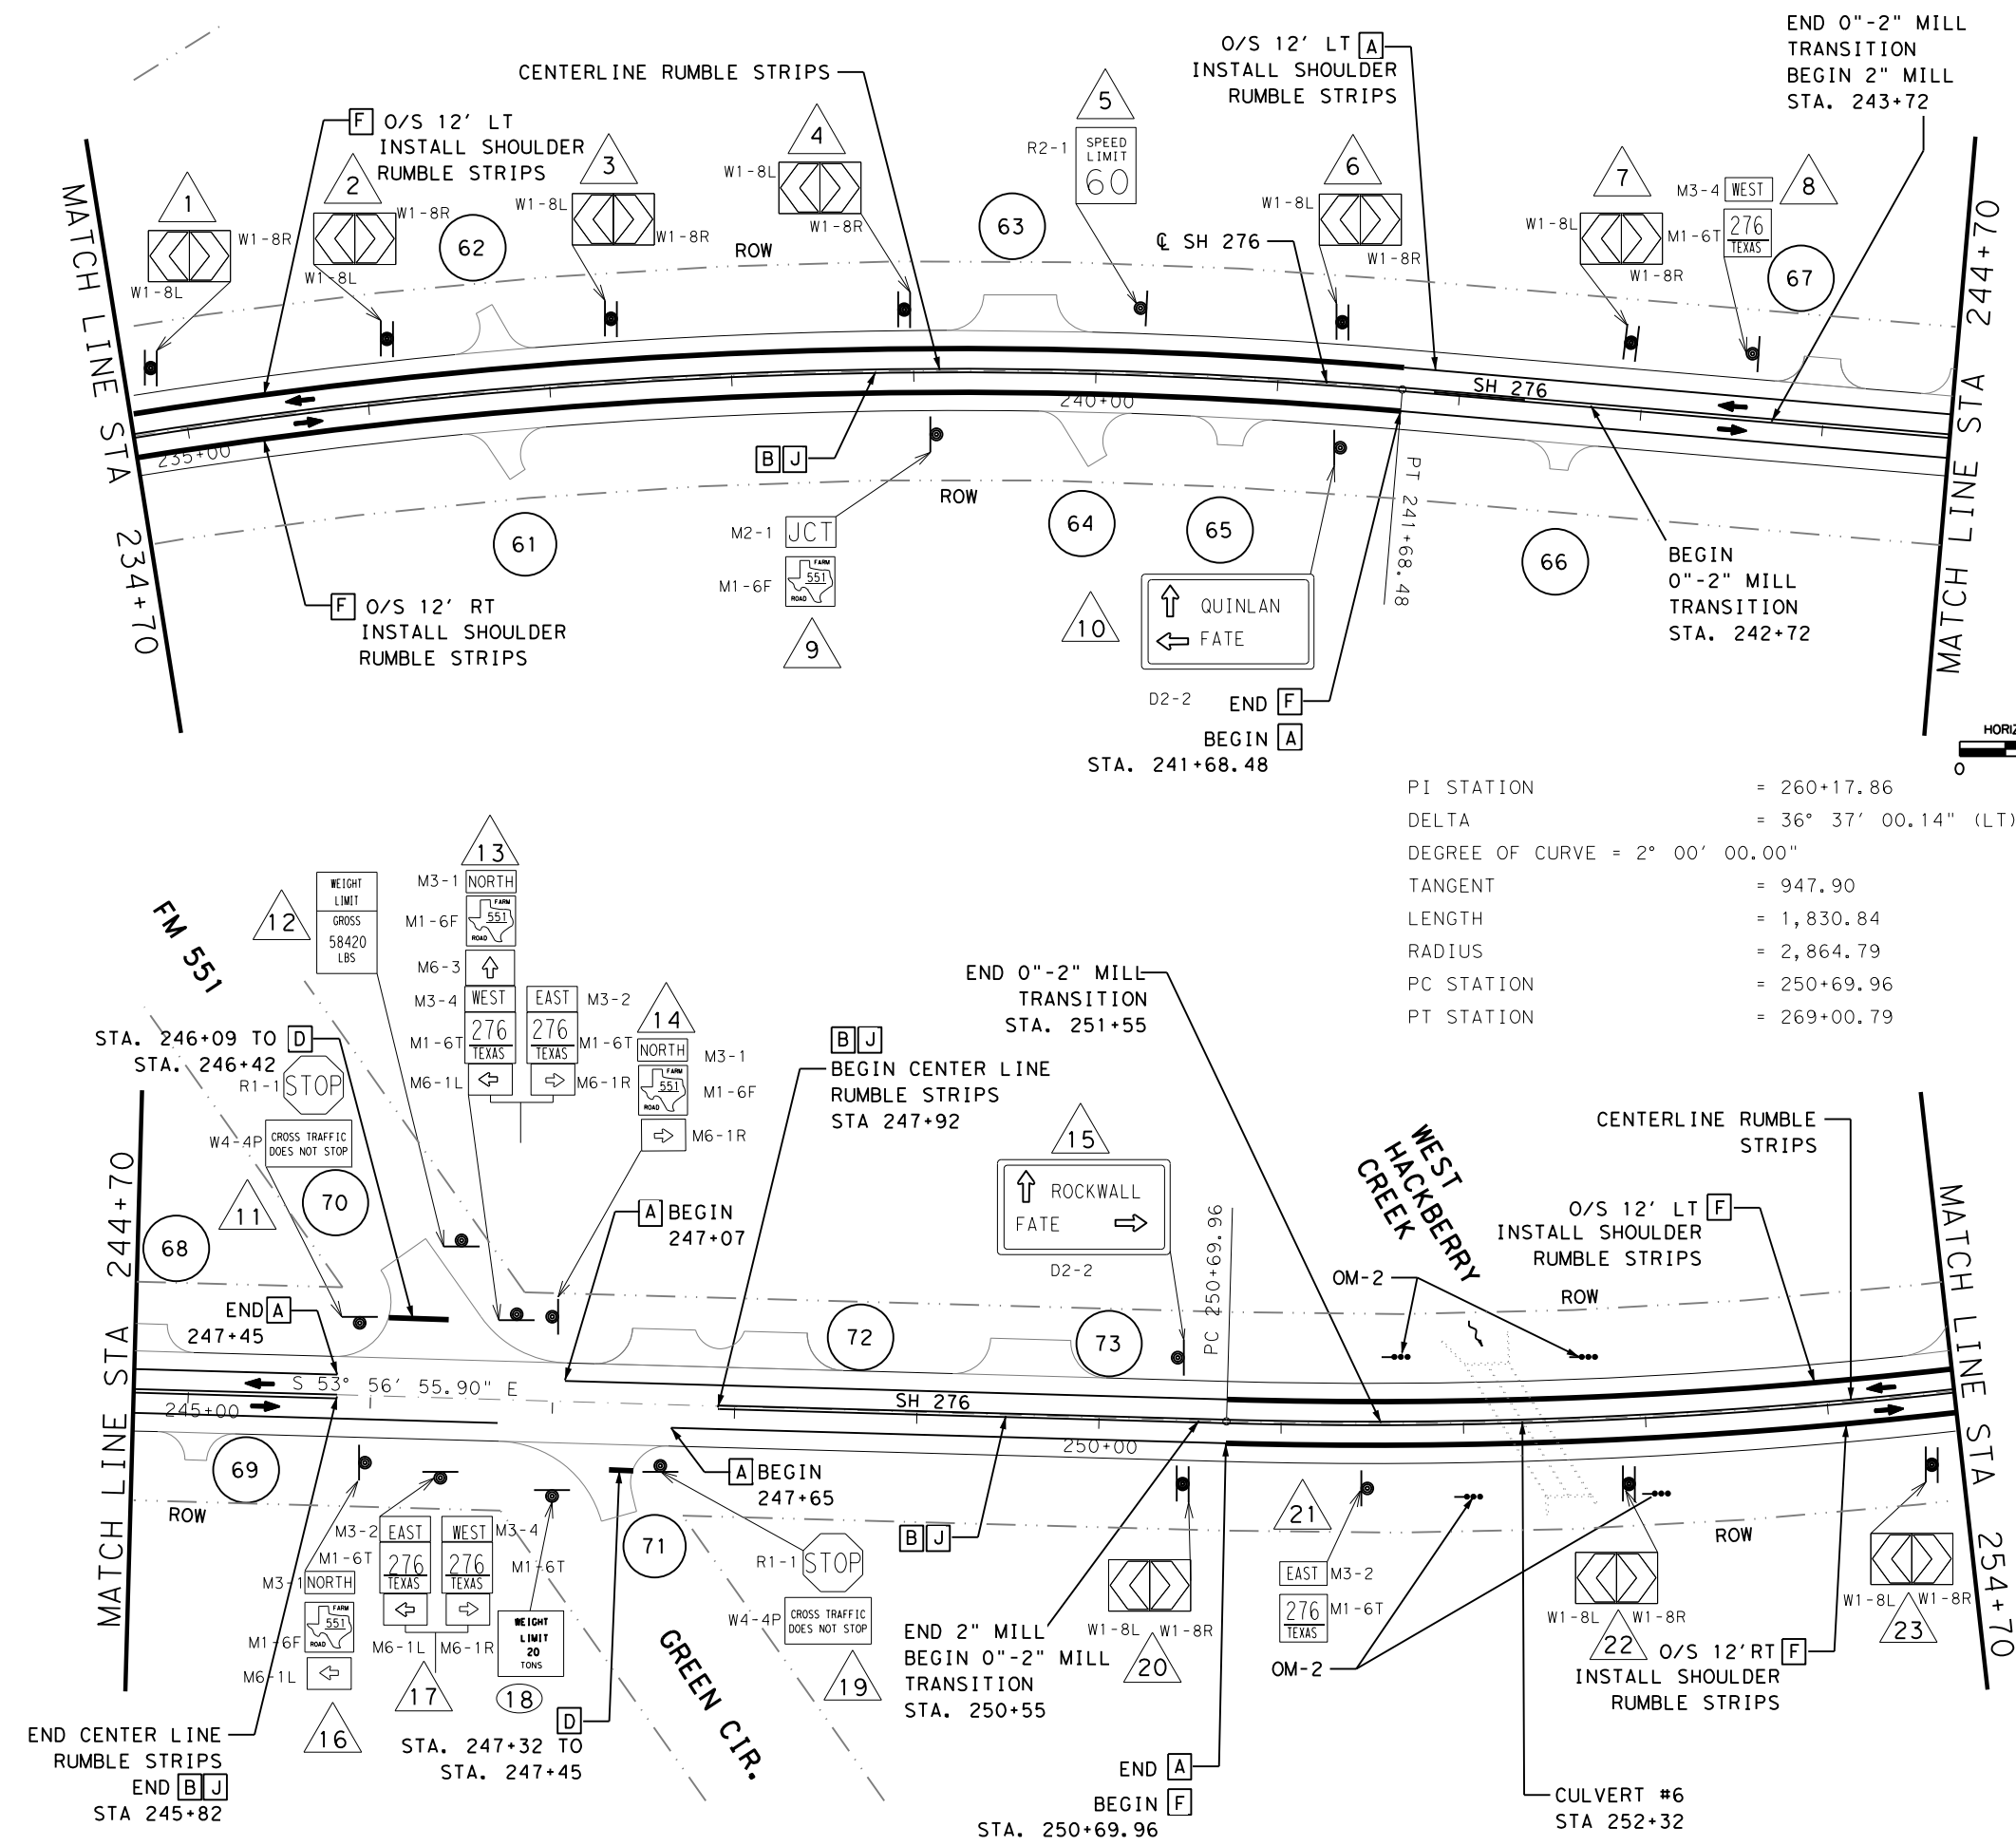 END 0"-2" MILL
TRANSITION
BEGIN 2" MILL
STA. 243+72
O/S 12' LT A
INSTALL SHOULDER
RUMBLE STRIPS
CENTERLINE RUMBLE STRIPS
F O/S 12' LT
INSTALL SHOULDER
RUMBLE STRIPS
1
W1-8R
W1-8L
2
W1-8R
W1-8L
3
W1-8L
W1-8R
4
W1-8L
W1-8R
5
R2-1
SPEED
LIMIT
60
6
W1-8L
W1-8R
7
W1-8L
W1-8R
8
M3-4 WEST
M1-6T 276
TEXAS
62
63
67
ROW
℄ SH 276
SH 276
MATCH LINE STA 234+70
MATCH LINE STA 244+70
235+00
240+00
B J
ROW
M2-1 JCT
M1-6F FARM
551
ROAD
9
61
64
65
66
10
QUINLAN
FATE
D2-2
PT 241+68.48
F O/S 12' RT
INSTALL SHOULDER
RUMBLE STRIPS
BEGIN
0"-2" MILL
TRANSITION
STA. 242+72
END F
BEGIN A
STA. 241+68.48
HORIZ
0
PI STATION = 260+17.86
DELTA = 36° 37' 00.14" (LT)
DEGREE OF CURVE = 2° 00' 00.00"
TANGENT = 947.90
LENGTH = 1,830.84
RADIUS = 2,864.79
PC STATION = 250+69.96
PT STATION = 269+00.79
FM 551
12
WEIGHT
LIMIT
GROSS
58420
LBS
13
M3-1 NORTH
M1-6F FARM
551
ROAD
M6-3
M3-4 WEST
EAST M3-2
M1-6T 276
TEXAS
276 M1-6T
TEXAS
M6-1L
M6-1R
14
NORTH M3-1
FARM
551
ROAD
M1-6F
M6-1R
STA. 246+09 TO D
STA. 246+42
R1-1 STOP
W4-4P CROSS TRAFFIC
DOES NOT STOP
11
70
68
END A
247+45
A BEGIN
247+07
B J
BEGIN CENTER LINE
RUMBLE STRIPS
STA 247+92
END 0"-2" MILL
TRANSITION
STA. 251+55
15
ROCKWALL
FATE
D2-2
PC 250+69.96
WEST
HACKBERRY
CREEK
OM-2
CENTERLINE RUMBLE
STRIPS
O/S 12' LT F
INSTALL SHOULDER
RUMBLE STRIPS
ROW
72
73
MATCH LINE STA 244+70
MATCH LINE STA 254+70
S 53° 56' 55.90" E
245+00
SH 276
250+00
69
ROW
A BEGIN
247+65
B J
71
R1-1 STOP
W4-4P CROSS TRAFFIC
DOES NOT STOP
19
M3-1 NORTH
M1-6F FARM
551
ROAD
M6-1L
16
M3-2 EAST
WEST M3-4
M1-6T 276
TEXAS
276 M1-6T
TEXAS
M6-1L
M6-1R
17
WEIGHT
LIMIT
20
TONS
18
D
STA. 247+32 TO
STA. 247+45
GREEN CIR.
END CENTER LINE
RUMBLE STRIPS
END B J
STA 245+82
END 2" MILL
BEGIN 0"-2" MILL
TRANSITION
STA. 250+55
W1-8L
W1-8R
20
21
EAST M3-2
276 M1-6T
TEXAS
OM-2
W1-8L
W1-8R
22
O/S 12'RT F
INSTALL SHOULDER
RUMBLE STRIPS
ROW
W1-8L
W1-8R
23
END A
BEGIN F
STA. 250+69.96
CULVERT #6
STA 252+32